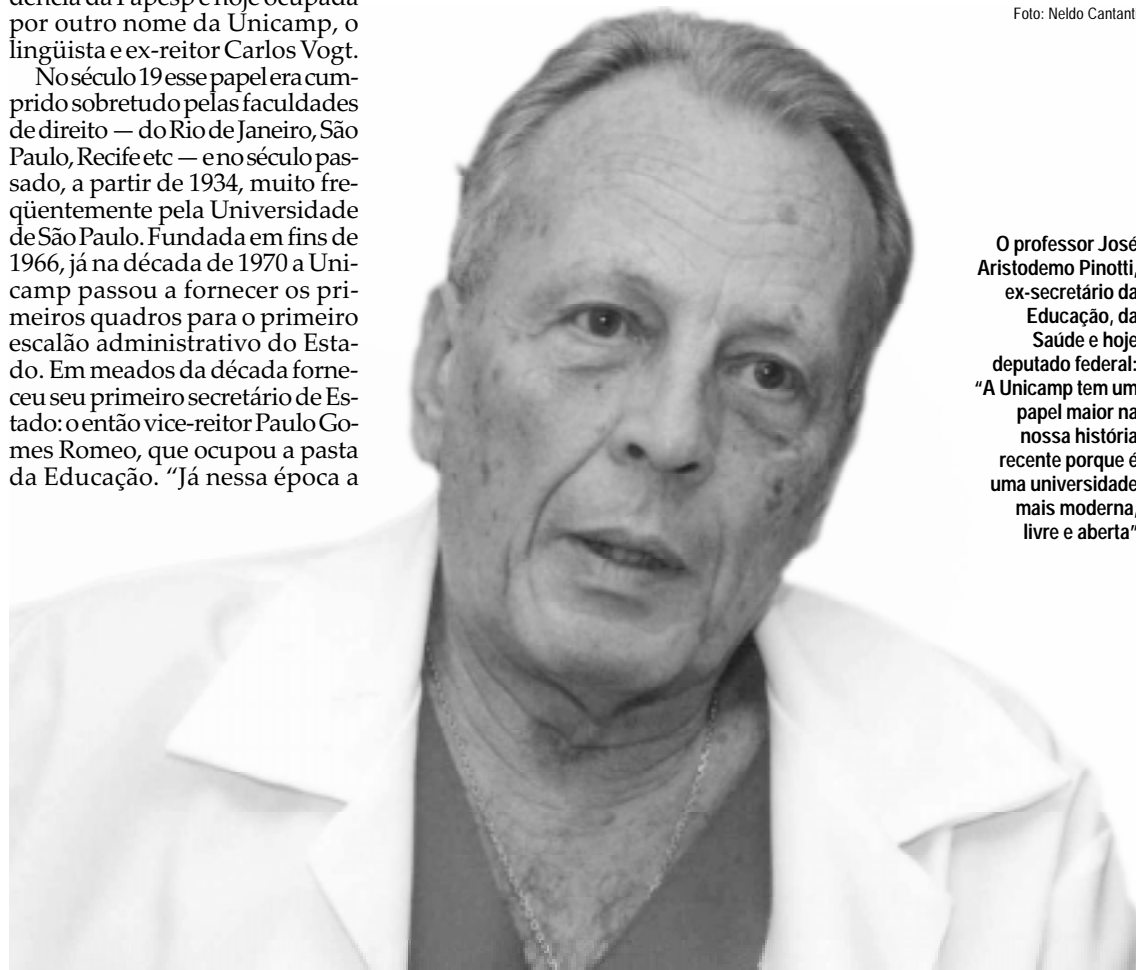 dência da Fapesp é hoje ocupada
por outro nome da Unicamp, o
lingüista e ex-reitor Carlos Vogt.
No século 19 esse papel era cum-
prido sobretudo pelas faculdades
de direito — do Rio de Janeiro, São
Paulo, Recife etc — e no século pas-
sado, a partir de 1934, muito fre-
qüentemente pela Universidade
de São Paulo. Fundada em fins de
1966, já na década de 1970 a Uni-
camp passou a fornecer os pri-
meiros quadros para o primeiro
escalão administrativo do Esta-
do. Em meados da década forne-
ceu seu primeiro secretário de Es-
tado: o então vice-reitor Paulo Go-
mes Romeo, que ocupou a pasta
da Educação. “Já nessa época a
Foto: Neldo Cantant
O professor José
Aristodemo Pinotti,
ex-secretário da
Educação, da
Saúde e hoje
deputado federal:
“A Unicamp tem um
papel maior na
nossa história
recente porque é
uma universidade
mais moderna,
livre e aberta”